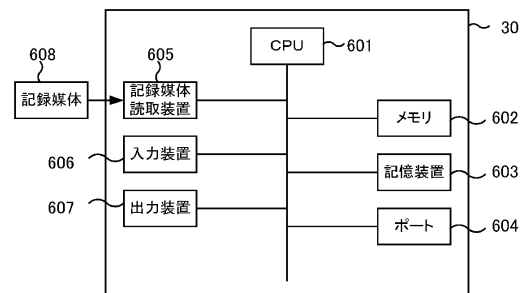 30
CPU
601
608
605
記録媒体
記録媒体
読取装置
メモリ
602
606
入力装置
記憶装置
603
607
出力装置
ポート
604